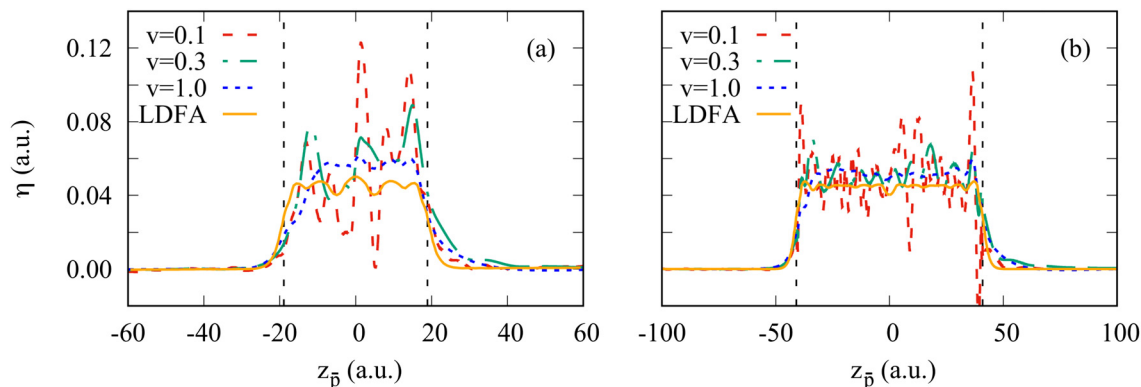 0.12
0.08
0.04
0.00
η (a.u.)
v=0.1
v=0.3
v=1.0
LDFA
(a)
-60 -40 -20 0 20 40 60
z_p̄ (a.u.)
v=0.1
v=0.3
v=1.0
LDFA
(b)
-100 -50 0 50 100
z_p̄ (a.u.)